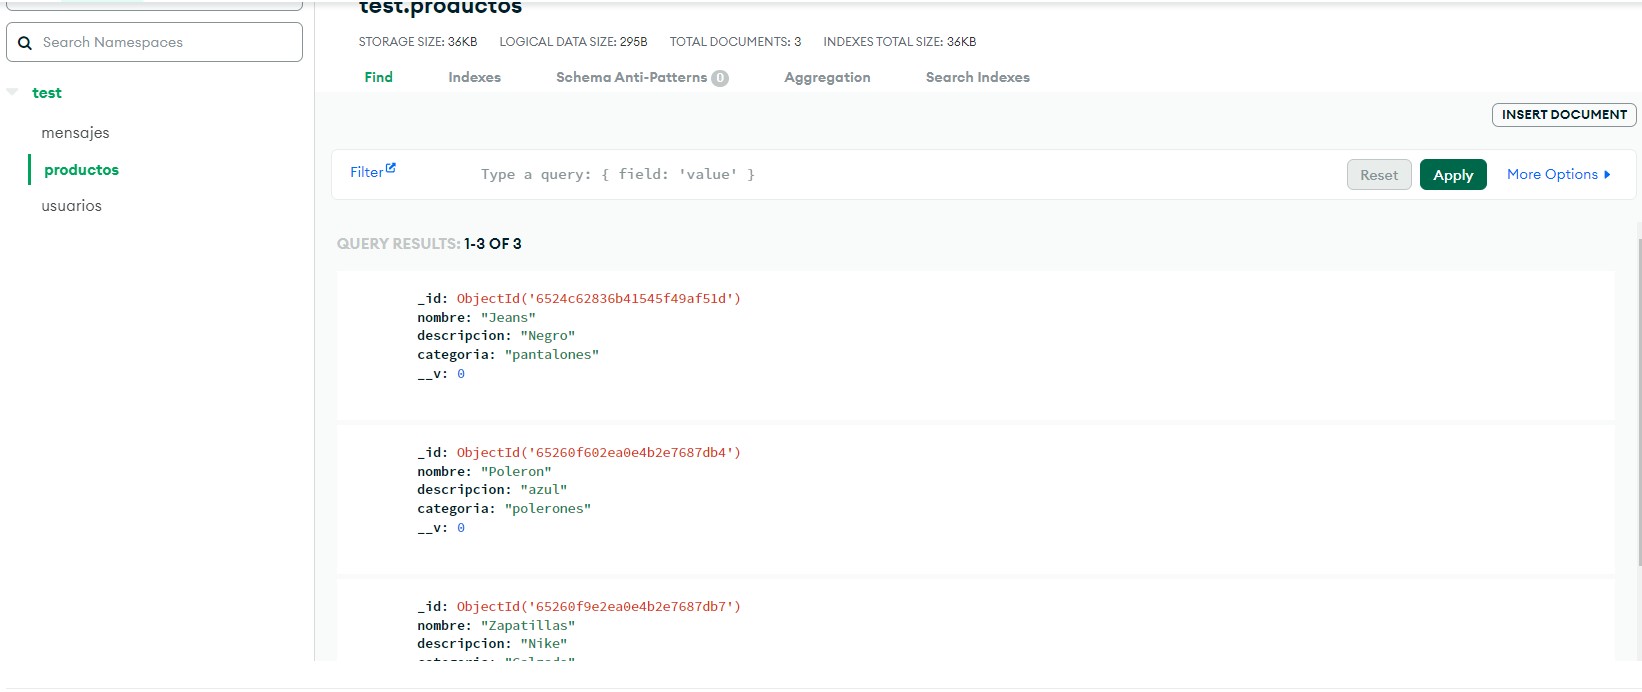 test.productos
Search Namespaces
STORAGE SIZE: 36KB LOGICAL DATA SIZE: 295B TOTAL DOCUMENTS: 3 INDEXES TOTAL SIZE: 36KB
Find Indexes Schema Anti-Patterns 0 Aggregation Search Indexes
test
mensajes
productos
usuarios
INSERT DOCUMENT
Filter Type a query: { field: 'value' } Reset Apply More Options
QUERY RESULTS: 1-3 OF 3
_id: ObjectId('6524c62836b41545f49af51d')
nombre: "Jeans"
descripcion: "Negro"
categoria: "pantalones"
__v: 0
_id: ObjectId('65260f602ea0e4b2e7687db4')
nombre: "Poleron"
descripcion: "azul"
categoria: "polerones"
__v: 0
_id: ObjectId('65260f9e2ea0e4b2e7687db7')
nombre: "Zapatillas"
descripcion: "Nike"
categoria: "Calzado"